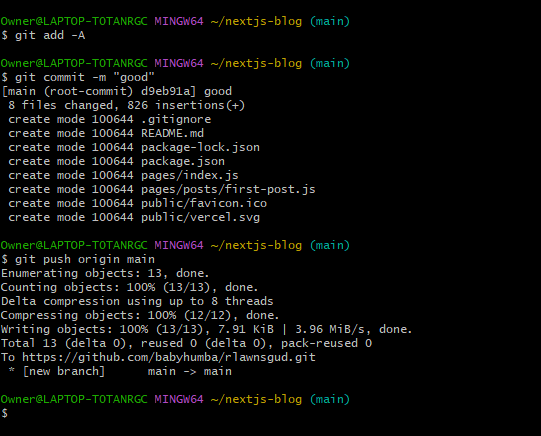 Owner@LAPTOP-T0TANRGC MINGW64 ~/nextjs-blog (main)
$ git add -A
Owner@LAPTOP-T0TANRGC MINGW64 ~/nextjs-blog (main)
$ git commit -m "good"
[main (root-commit) d9eb91a] good
 8 files changed, 826 insertions(+)
 create mode 100644 .gitignore
 create mode 100644 README.md
 create mode 100644 package-lock.json
 create mode 100644 package.json
 create mode 100644 pages/index.js
 create mode 100644 pages/posts/first-post.js
 create mode 100644 public/favicon.ico
 create mode 100644 public/vercel.svg
Owner@LAPTOP-T0TANRGC MINGW64 ~/nextjs-blog (main)
$ git push origin main
Enumerating objects: 13, done.
Counting objects: 100% (13/13), done.
Delta compression using up to 8 threads
Compressing objects: 100% (12/12), done.
Writing objects: 100% (13/13), 7.91 KiB | 3.96 MiB/s, done.
Total 13 (delta 0), reused 0 (delta 0), pack-reused 0
To https://github.com/babyhumba/rlawnsgud.git
 * [new branch]      main -> main
Owner@LAPTOP-T0TANRGC MINGW64 ~/nextjs-blog (main)
$